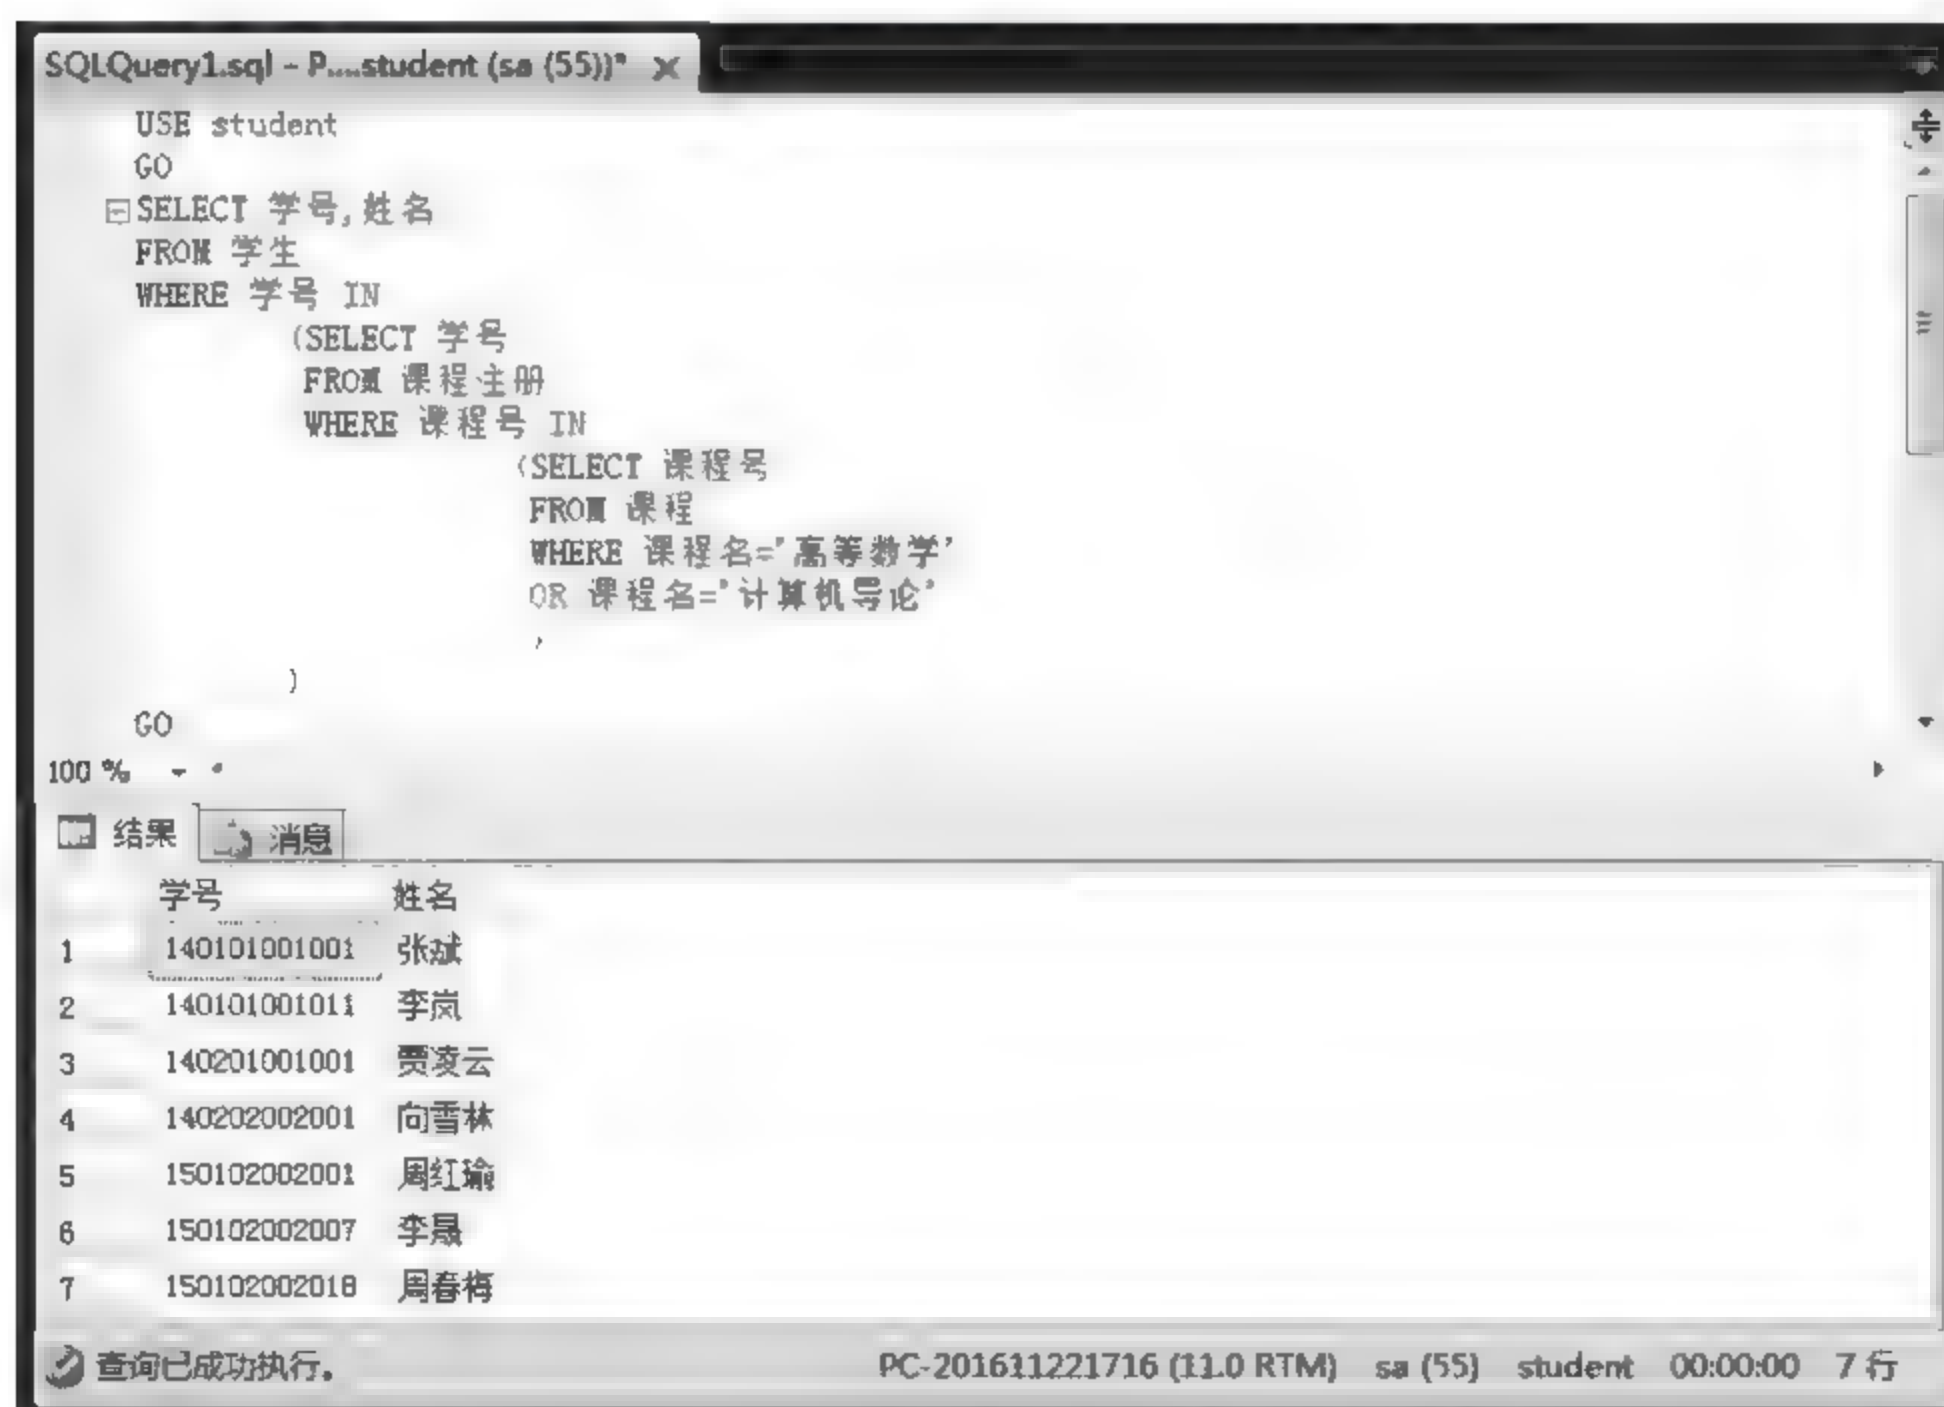 SQLQuery1.sql - P....student (sa (55))* ×
USE student
GO
SELECT 学号,姓名
FROM 学生
WHERE 学号 IN
(SELECT 学号
FROM 课程注册
WHERE 课程号 IN
(SELECT 课程号
FROM 课程
WHERE 课程名='高等数学'
OR 课程名='计算机导论'
)
)
GO
100 %
结果 消息
学号 姓名
1 140101001001 张斌
2 140101001011 李岚
3 140201001001 贾凌云
4 140202002001 向雪林
5 150102002001 周红瑜
6 150102002007 李晟
7 150102002018 周春梅
查询已成功执行。 PC-201611221716 (11.0 RTM) sa (55) student 00:00:00 7 行